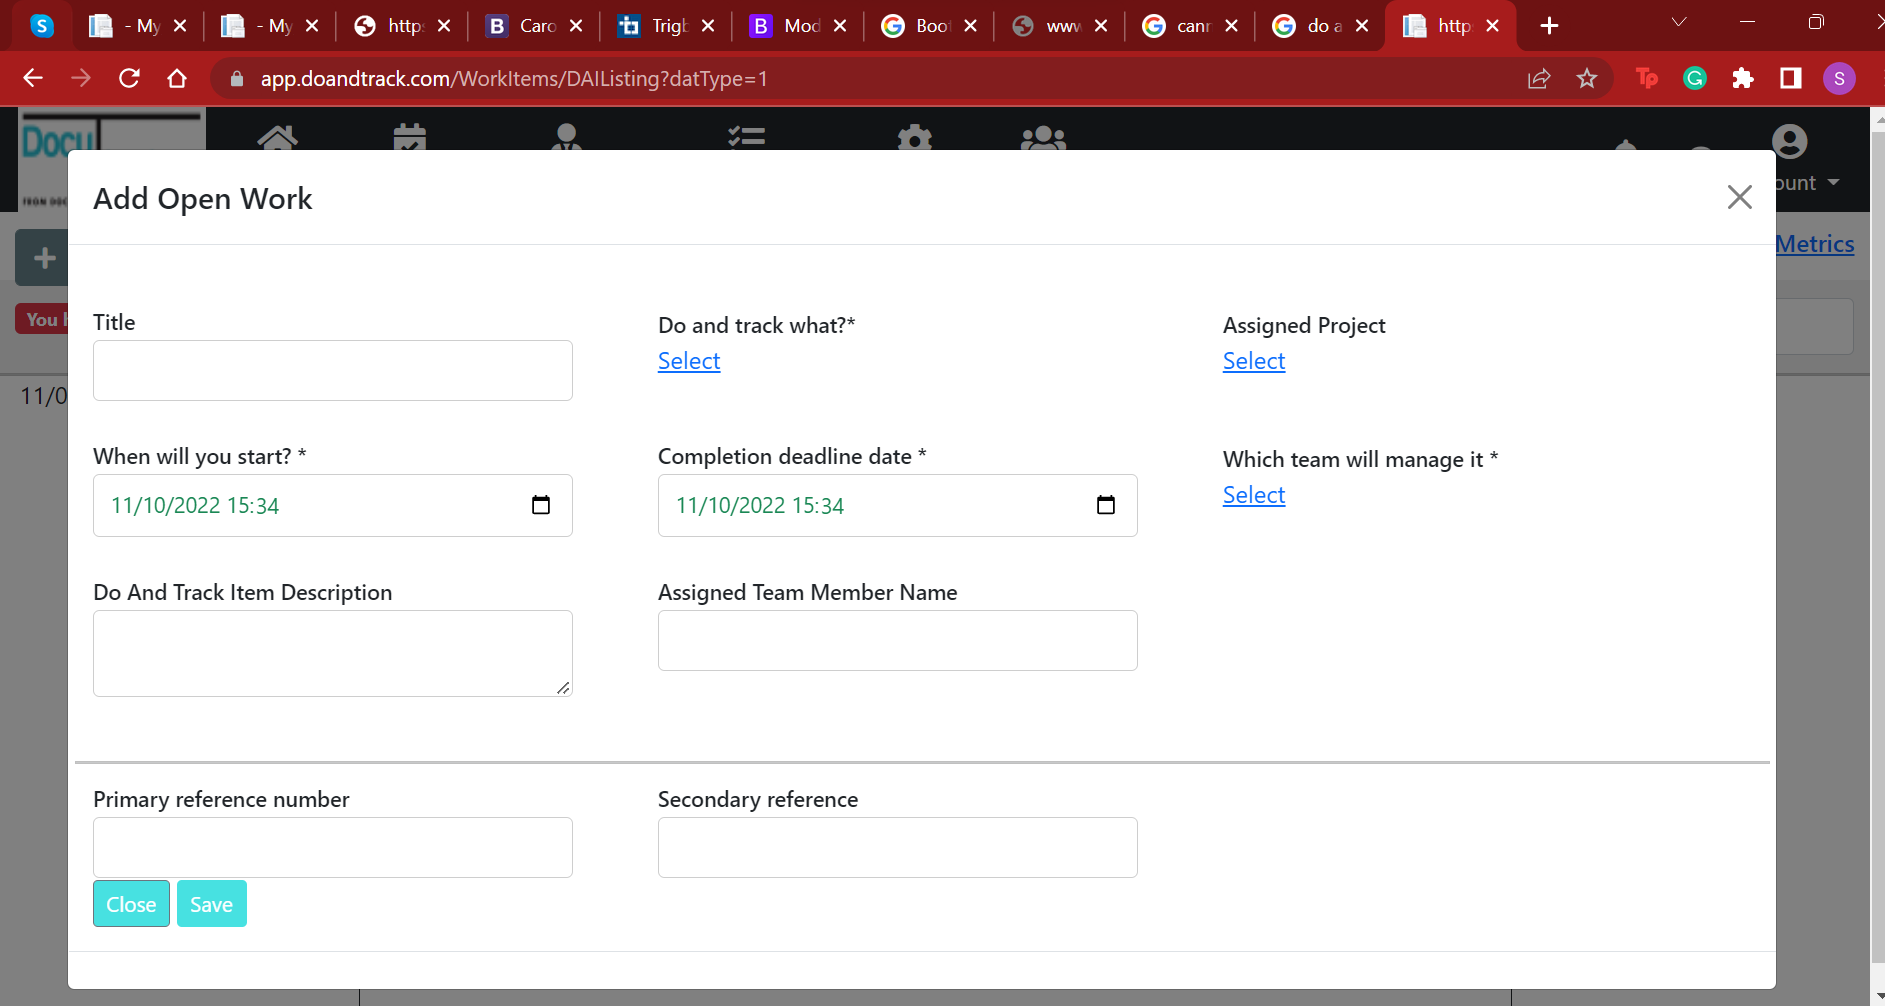 - My
- My
http
Caro
Trigb
Mod
Boot
www
cann
do a
http
app.doandtrack.com/WorkItems/DAIListing?datType=1
S
Docu
ount
Add Open Work
Metrics
You
11/0
Title
Do and track what?*
Assigned Project
Select
Select
When will you start? *
Completion deadline date *
Which team will manage it *
11/10/2022 15:34
11/10/2022 15:34
Select
Do And Track Item Description
Assigned Team Member Name
Primary reference number
Secondary reference
Close
Save